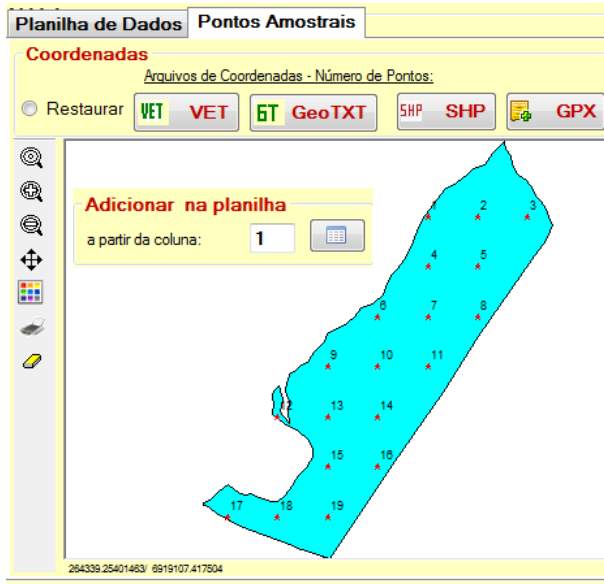 Planilha de Dados Pontos Amostrais
Coordenadas
Arquivos de Coordenadas - Número de Pontos:
Restaurar VET VET GT GeoTXT SHP SHP GPX
Adicionar na planilha
a partir da coluna: 1
1 2 3
4 5
6 7 8
9 10 11
12 13 14
15 16
17 18 19
264339.25401463/ 6919107.417504